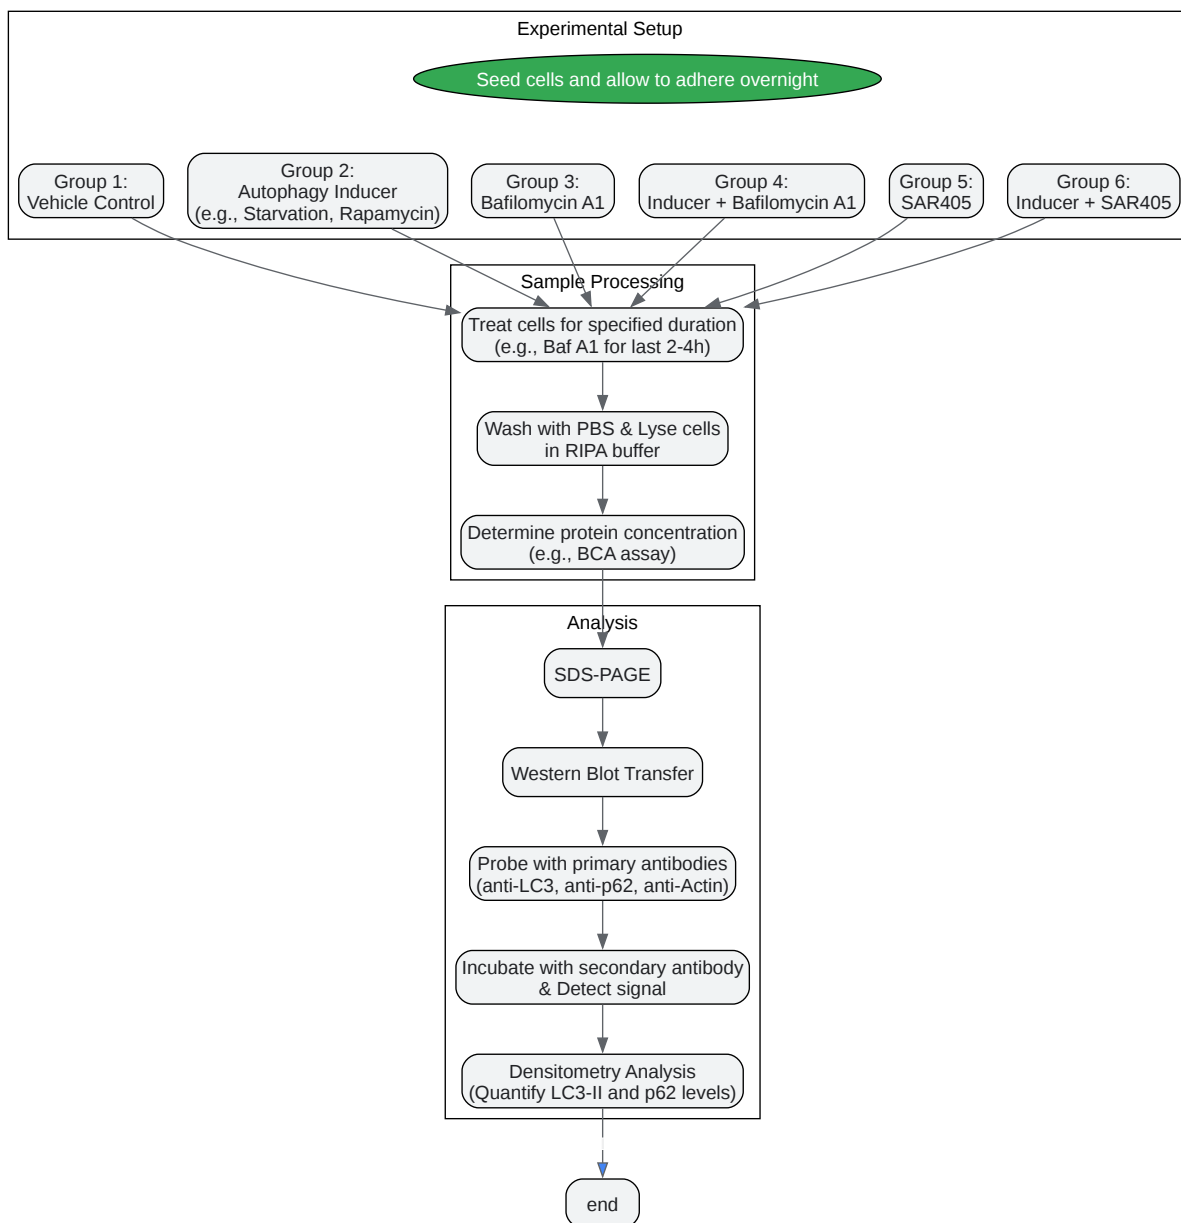 Experimental Setup
Seed cells and allow to adhere overnight
Group 1:
Vehicle Control
Group 2:
Autophagy Inducer
(e.g., Starvation, Rapamycin)
Group 3:
Bafilomycin A1
Group 4:
Inducer + Bafilomycin A1
Group 5:
SAR405
Group 6:
Inducer + SAR405
Sample Processing
Treat cells for specified duration
(e.g., Baf A1 for last 2-4h)
Wash with PBS & Lyse cells
in RIPA buffer
Determine protein concentration
(e.g., BCA assay)
Analysis
SDS-PAGE
Western Blot Transfer
Probe with primary antibodies
(anti-LC3, anti-p62, anti-Actin)
Incubate with secondary antibody
& Detect signal
Densitometry Analysis
(Quantify LC3-II and p62 levels)
end